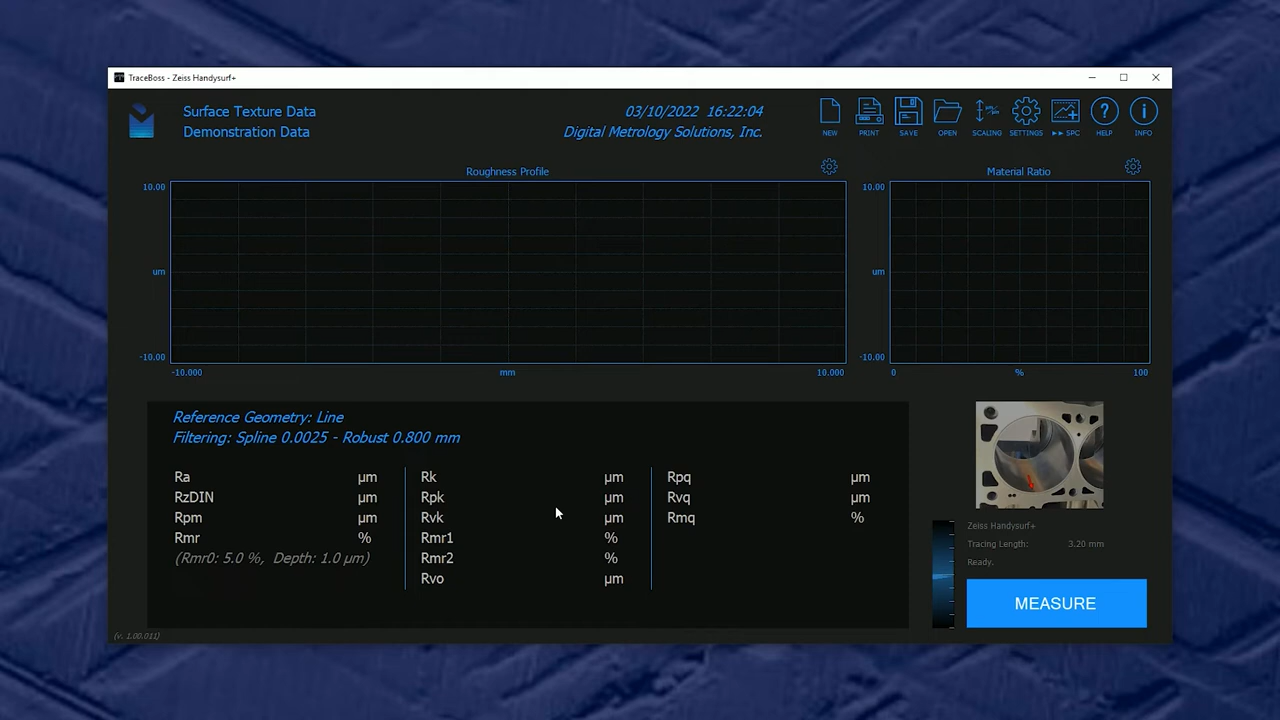 TraceBoss - Zeiss Handysurf+
Surface Texture Data
Demonstration Data
03/10/2022 16:22:04
Digital Metrology Solutions, Inc.
NEW PRINT SAVE OPEN SCALING SETTINGS ►► SPC HELP INFO
Roughness Profile
10.00
um
-10.00
-10.000 mm 10.000
Material Ratio
10.00
um
-10.00
0 % 100
Reference Geometry: Line
Filtering: Spline 0.0025 - Robust 0.800 mm
Ra µm
RzDIN µm
Rpm µm
Rmr %
(Rmr0: 5.0 %, Depth: 1.0 µm)
Rk µm
Rpk µm
Rvk µm
Rmr1 %
Rmr2 %
Rvo µm
Rpq µm
Rvq µm
Rmq %
Zeiss Handysurf+
Tracing Length: 3.20 mm
Ready.
MEASURE
(v. 1.00.011)